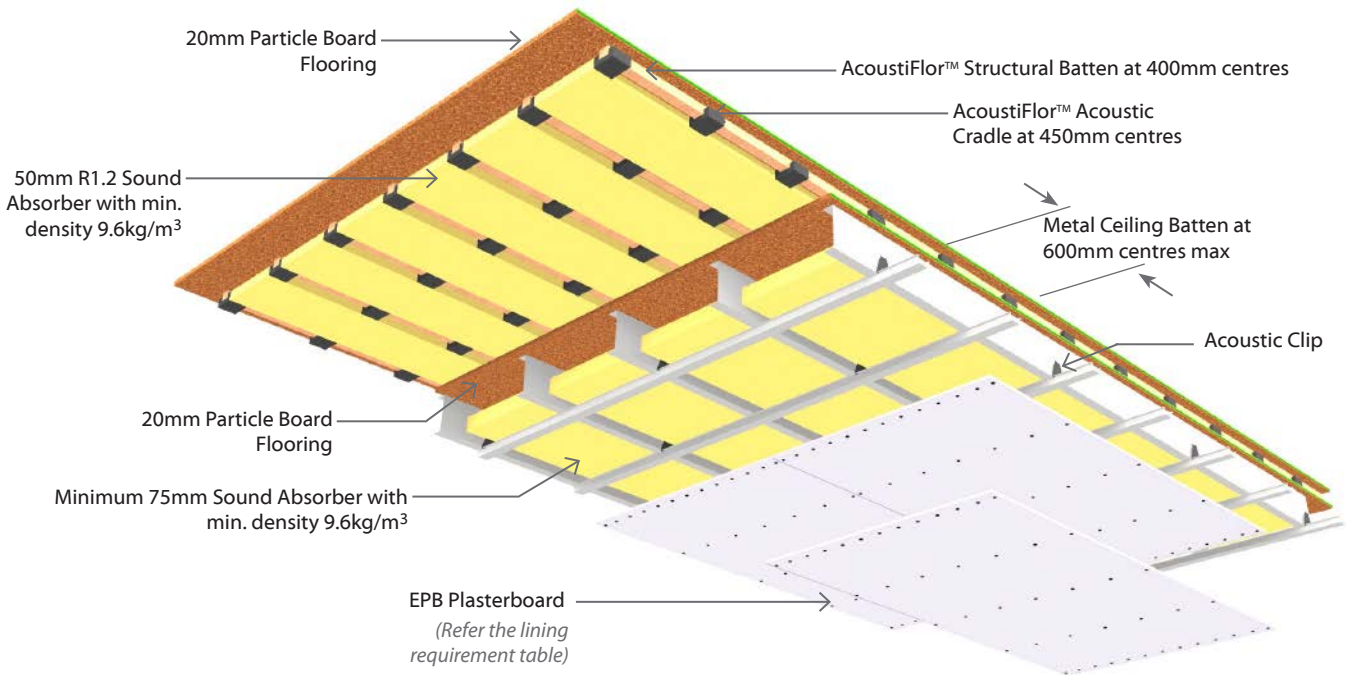 20mm Particle Board
Flooring
AcoustiFlor™ Structural Batten at 400mm centres
AcoustiFlor™ Acoustic
Cradle at 450mm centres
50mm R1.2 Sound
Absorber with min.
density 9.6kg/m³
Metal Ceiling Batten at
600mm centres max
Acoustic Clip
20mm Particle Board
Flooring
Minimum 75mm Sound Absorber with
min. density 9.6kg/m³
EPB Plasterboard
(Refer the lining
requirement table)